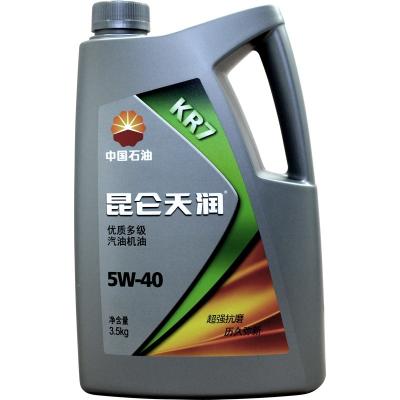 KR7
中国石油
昆仑天润®
优质多级
汽油机油
5W-40
净含量
3.5kg
超强抗磨
历久弥新